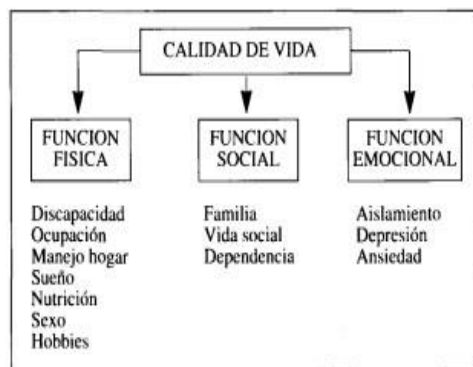 CALIDAD DE VIDA
FUNCION
FISICA
FUNCION
SOCIAL
FUNCION
EMOCIONAL
Discapacidad
Ocupación
Manejo hogar
Sueño
Nutrición
Sexo
Hobbies
Familia
Vida social
Dependencia
Aislamiento
Depresión
Ansiedad